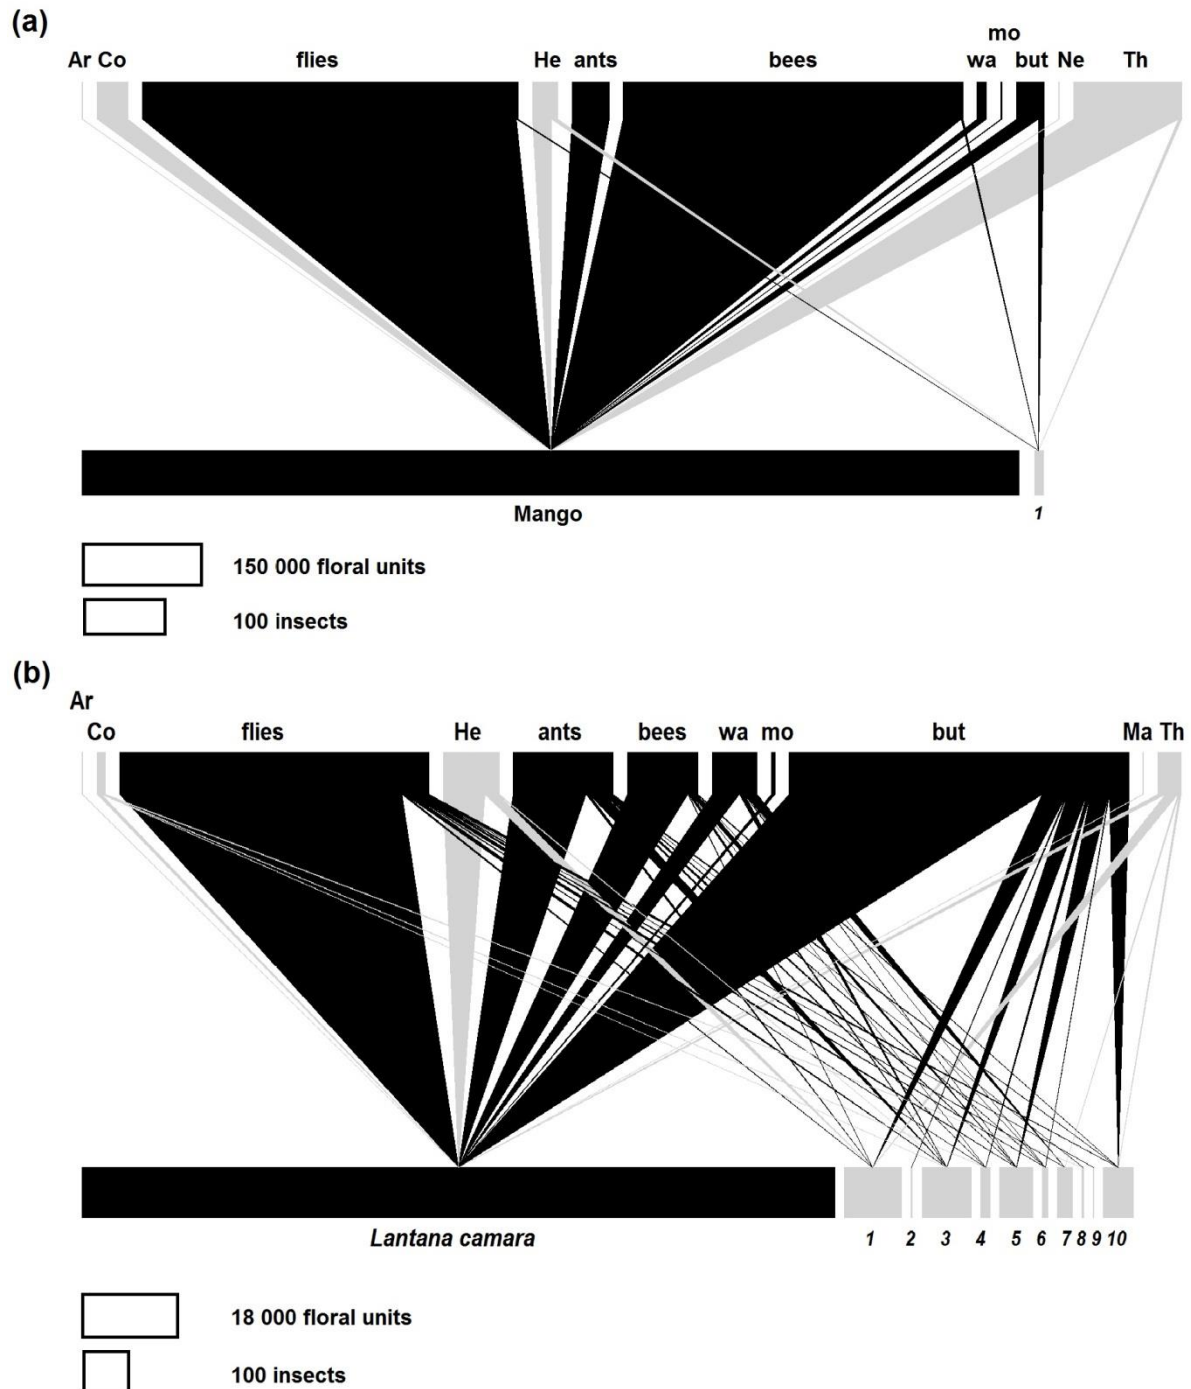 (a)
mo
Ar Co flies He ants bees wa but Ne Th
Mango 1
150 000 floral units
100 insects
(b)
Ar
Co flies He ants bees wa mo but Ma Th
Lantana camara 1 2 3 4 5 6 7 8 9 10
18 000 floral units
100 insects